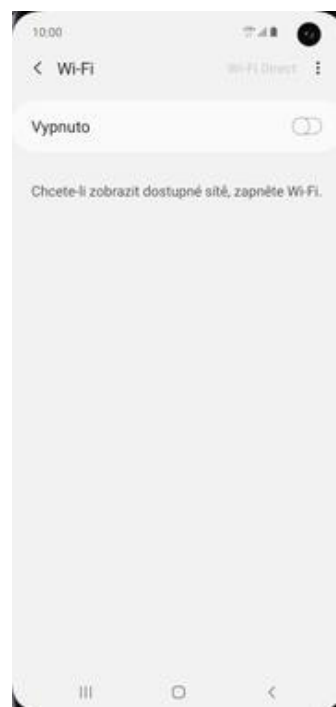 10:00
Wi-Fi
Wi-Fi Direct
Vypnuto
Chcete-li zobrazit dostupné sítě, zapněte Wi-Fi.